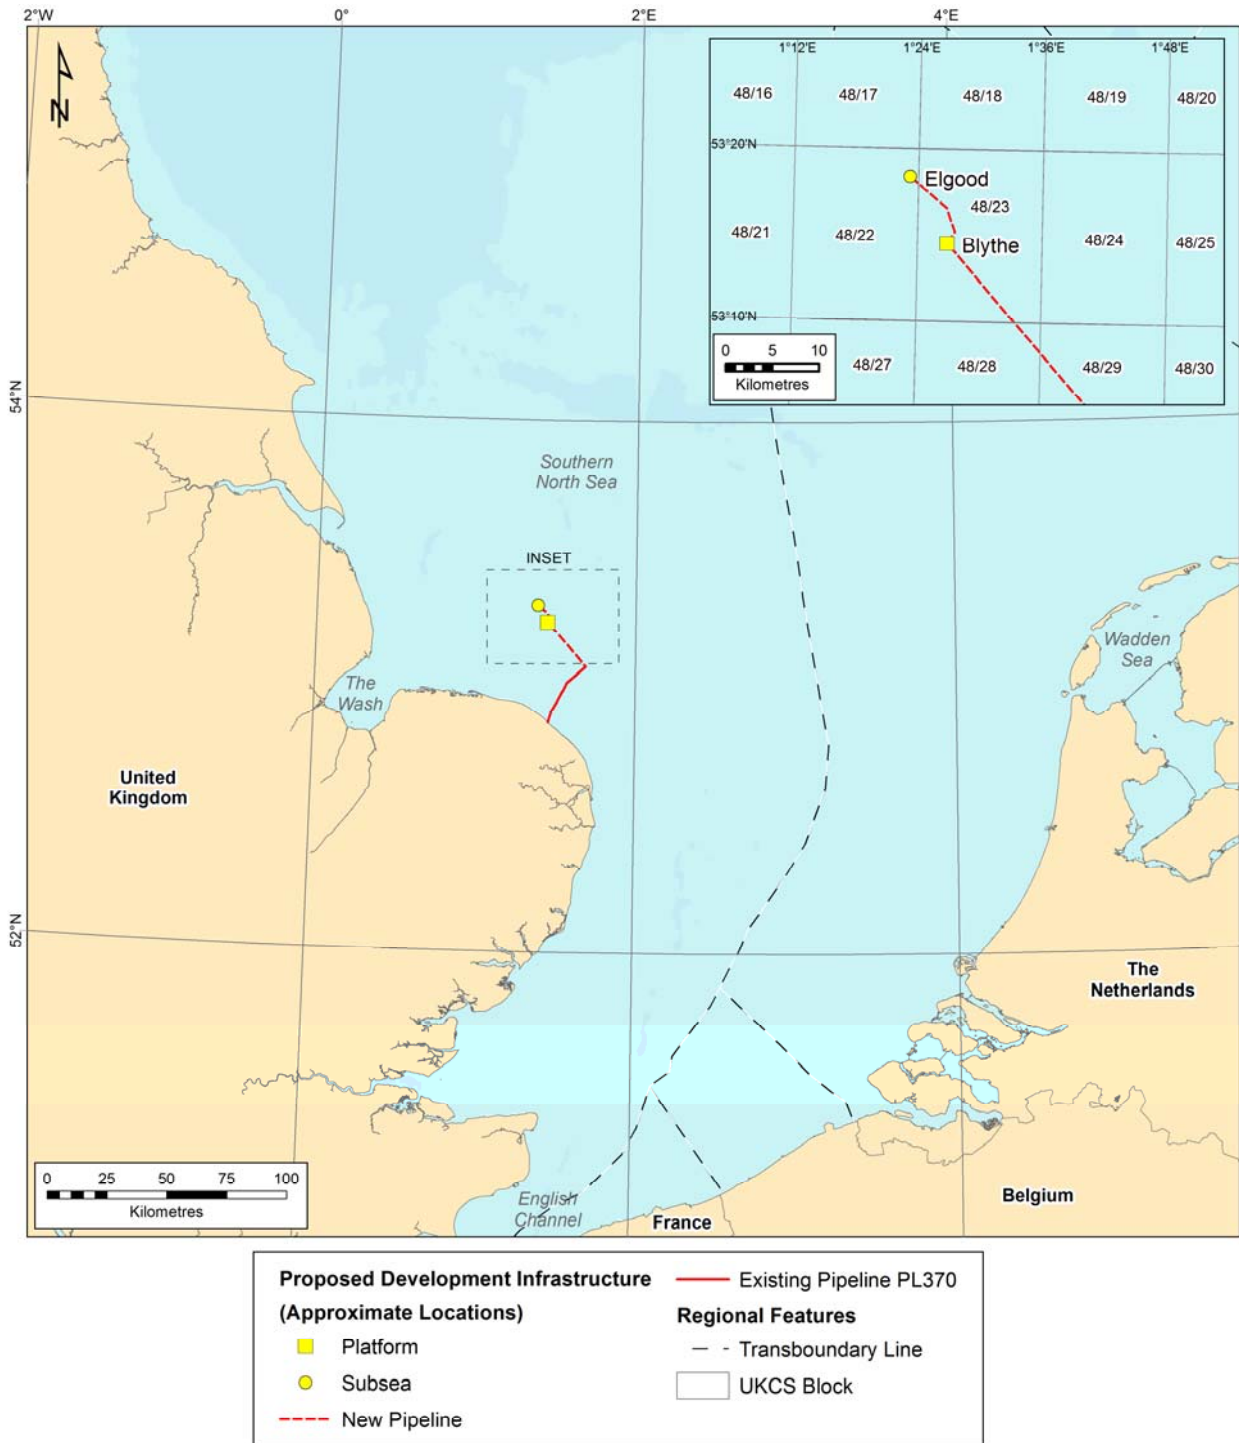 2°W
0°
2°E
4°E
N
1°12'E
1°24'E
1°36'E
1°48'E
48/16
48/17
48/18
48/19
48/20
53°20'N
Elgood
48/23
48/21
48/22
48/24
48/25
Blythe
53°10'N
0
5
10
Kilometres
48/27
48/28
48/29
48/30
54°N
Southern
North Sea
INSET
Wadden
Sea
The
Wash
United
Kingdom
52°N
The
Netherlands
0
25
50
75
100
Kilometres
English
Channel
France
Belgium
Proposed Development Infrastructure
(Approximate Locations)
Platform
Subsea
New Pipeline
Existing Pipeline PL370
Regional Features
Transboundary Line
UKCS Block